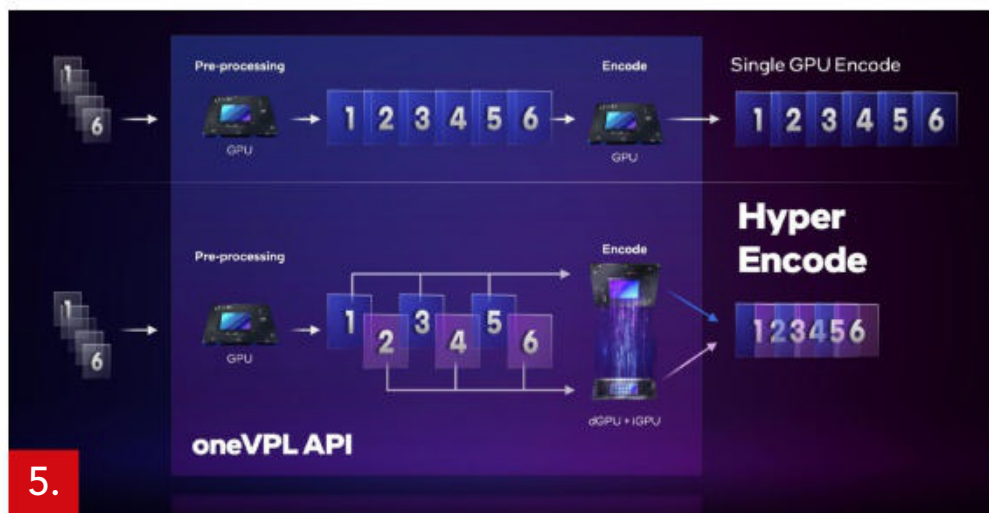 Pre-processing
Encode
Single GPU Encode
1
6
GPU
1 2 3 4 5 6
GPU
1 2 3 4 5 6
Hyper
Encode
Pre-processing
Encode
1
6
GPU
1 2 3 4 5 6
dGPU + iGPU
123456
oneVPL API
5.